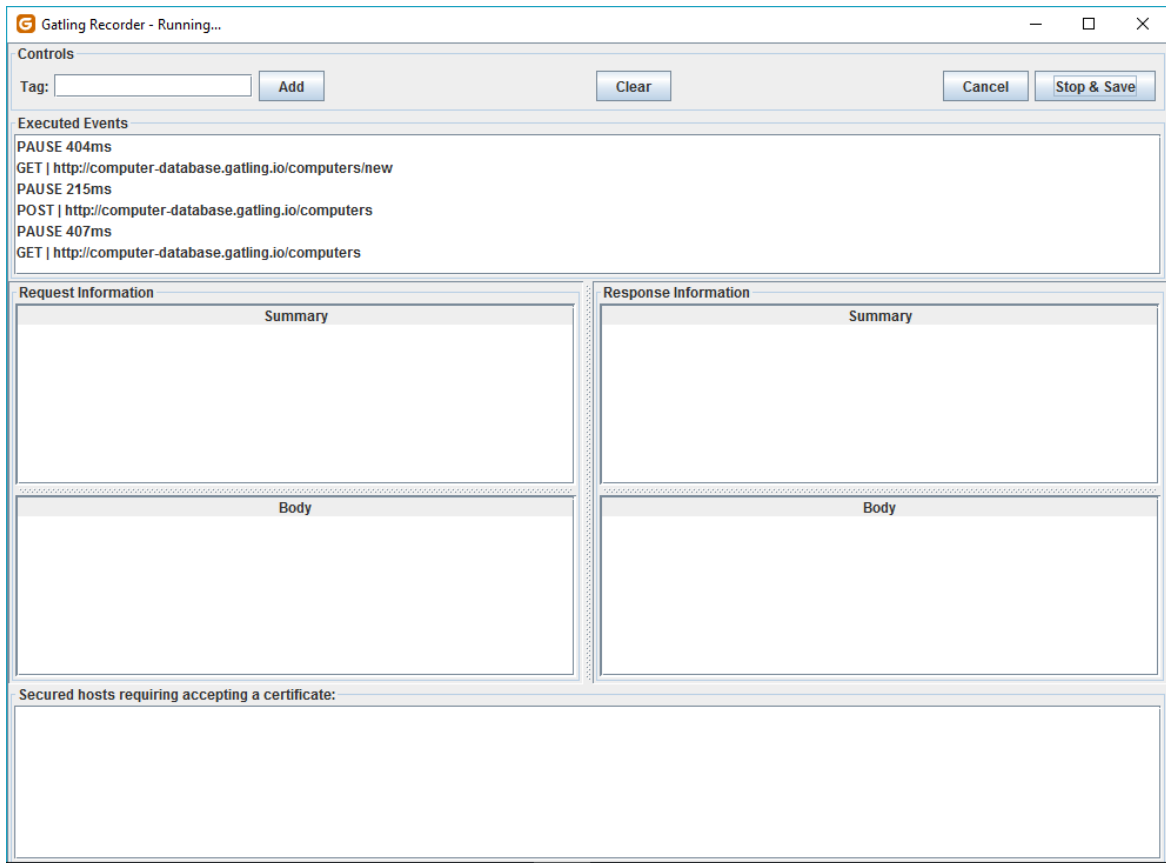 Gatling Recorder - Running...
Controls
Tag: Add Clear Cancel Stop & Save
Executed Events
PAUSE 404ms
GET | http://computer-database.gatling.io/computers/new
PAUSE 215ms
POST | http://computer-database.gatling.io/computers
PAUSE 407ms
GET | http://computer-database.gatling.io/computers
Request Information
Summary
Body
Response Information
Summary
Body
Secured hosts requiring accepting a certificate: